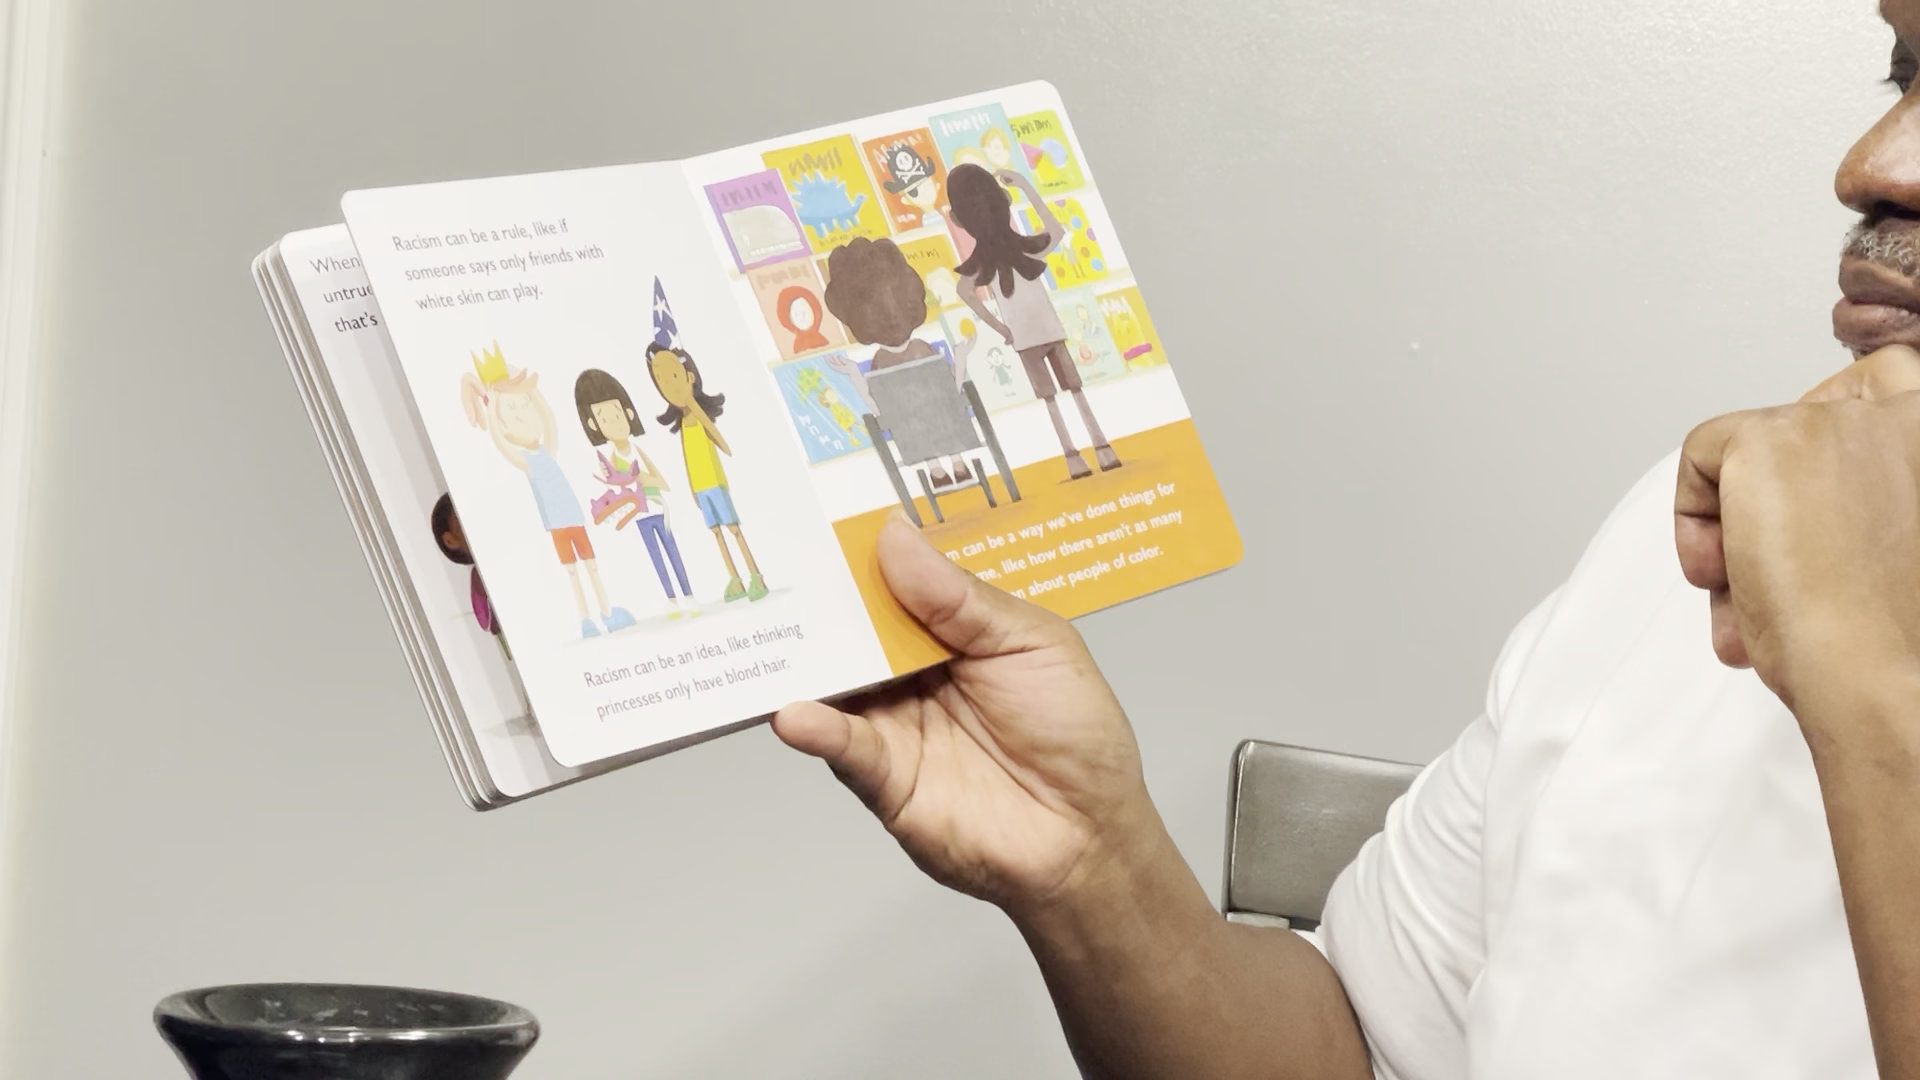 When
untrue
that's
Racism can be a rule, like if
someone says only friends with
white skin can play.
Racism can be an idea, like thinking
princesses only have blond hair.
can be a way we've done things for
like how there aren't as many
about people of color.